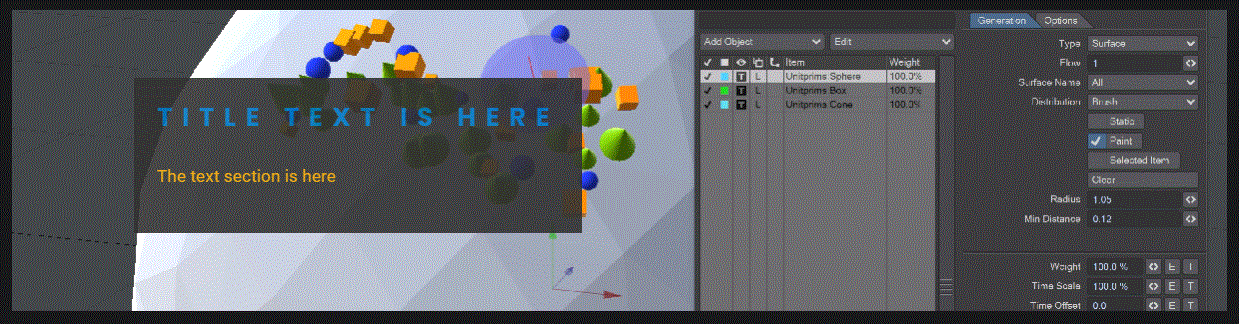 Generation Options
Add Object Edit
Type Surface
Flow 1
Item Weight
Surface Name All
Unitprims Sphere 100.0%
Unitprims Box 100.0%
Unitprims Cone 100.0%
Distribution Brush
Static
Paint
Selected Item
Clear
Radius 1.05
Min Distance 0.12
Weight 100.0 % E T
Time Scale 100.0 % E T
Time Offset 0.0 E T
TITLE TEXT IS HERE
The text section is here